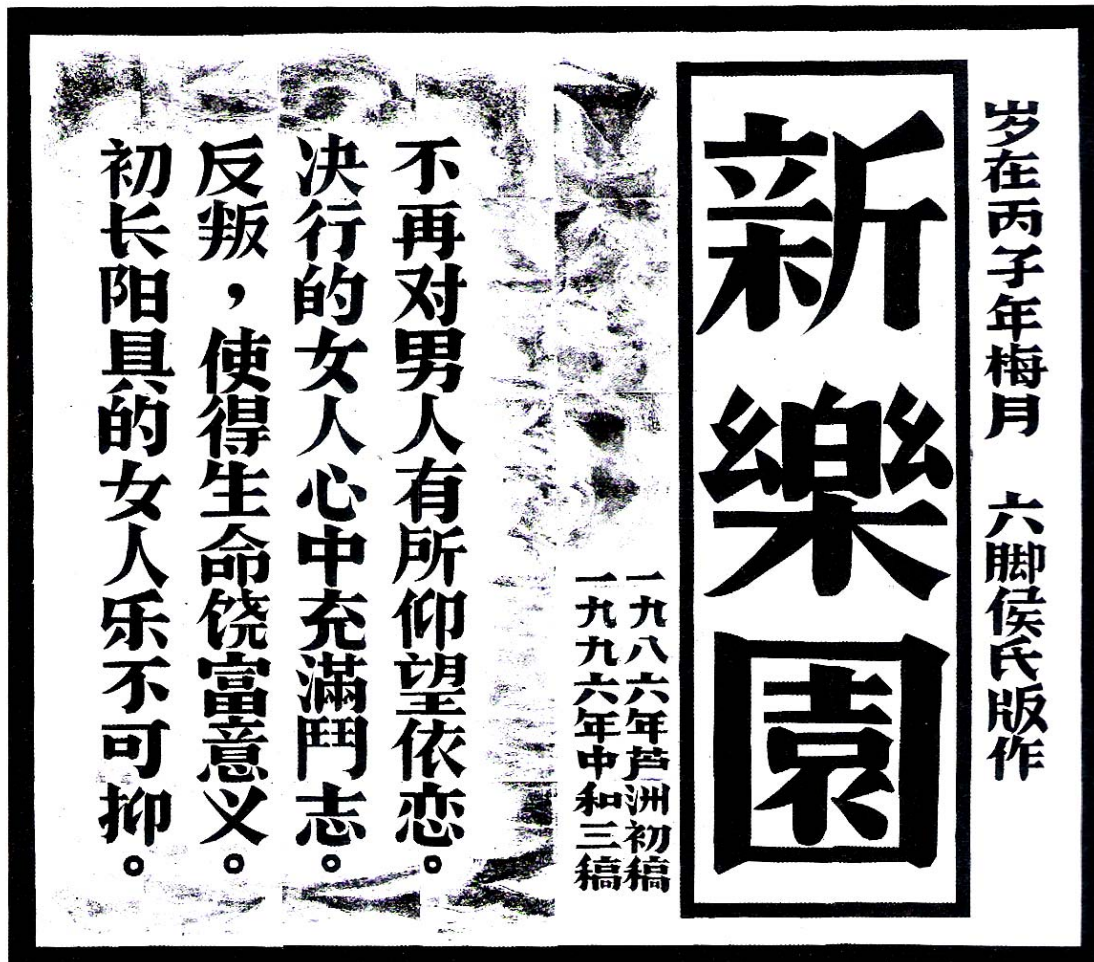 岁在丙子年梅月 六脚侯氏版作
新樂園
一九八六年芦洲初稿
一九九六年中和三稿
不再对男人有所仰望依恋。
决行的女人心中充滿鬥志。
反叛，使得生命饶富意义。
初长阳具的女人乐不可抑。